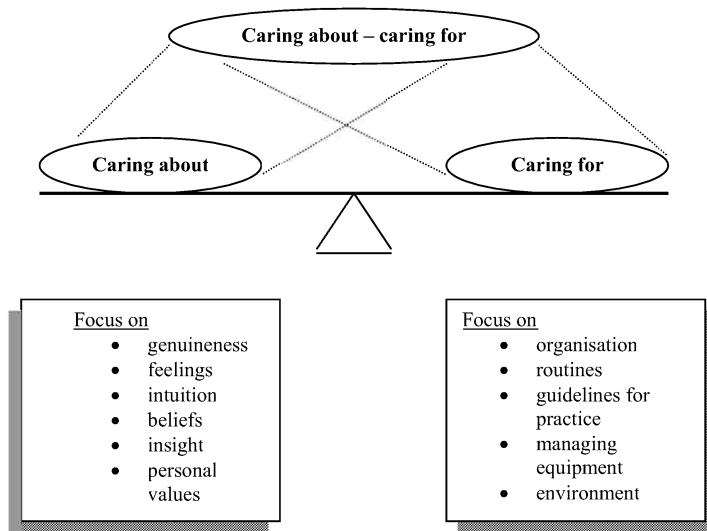 Caring about – caring for
Caring about
Caring for
Focus on
• genuineness
• feelings
• intuition
• beliefs
• insight
• personal
values
Focus on
• organisation
• routines
• guidelines for
practice
• managing
equipment
• environment